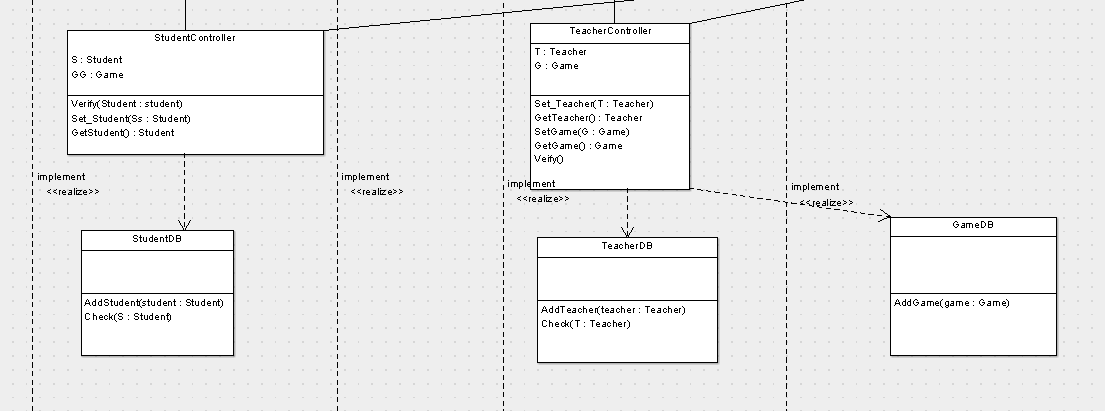 StudentController
S : Student
GG : Game
Verify(Student : student)
Set_Student(Ss : Student)
GetStudent() : Student
TeacherController
T : Teacher
G : Game
Set_Teacher(T : Teacher)
GetTeacher() : Teacher
SetGame(G : Game)
GetGame() : Game
Veify()
implement
<<realize>>
implement
<<realize>>
implement
<<realize>>
implement
<<realize>>
StudentDB
AddStudent(student : Student)
Check(S : Student)
TeacherDB
AddTeacher(teacher : Teacher)
Check(T : Teacher)
GameDB
AddGame(game : Game)